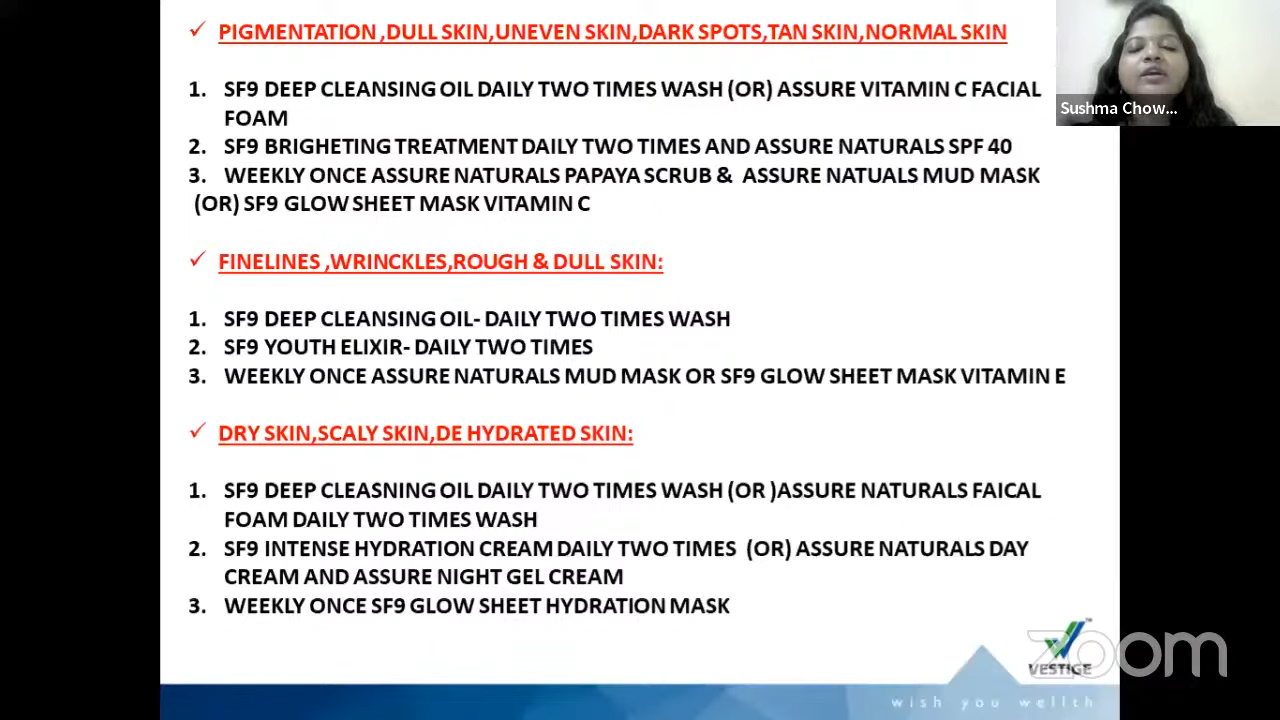 PIGMENTATION ,DULL SKIN,UNEVEN SKIN,DARK SPOTS,TAN SKIN,NORMAL SKIN
1. SF9 DEEP CLEANSING OIL DAILY TWO TIMES WASH (OR) ASSURE VITAMIN C FACIAL
FOAM
2. SF9 BRIGHETING TREATMENT DAILY TWO TIMES AND ASSURE NATURALS SPF 40
3. WEEKLY ONCE ASSURE NATURALS PAPAYA SCRUB & ASSURE NATUALS MUD MASK
(OR) SF9 GLOW SHEET MASK VITAMIN C
FINELINES ,WRINCKLES,ROUGH & DULL SKIN:
1. SF9 DEEP CLEANSING OIL- DAILY TWO TIMES WASH
2. SF9 YOUTH ELIXIR- DAILY TWO TIMES
3. WEEKLY ONCE ASSURE NATURALS MUD MASK OR SF9 GLOW SHEET MASK VITAMIN E
DRY SKIN,SCALY SKIN,DE HYDRATED SKIN:
1. SF9 DEEP CLEASNING OIL DAILY TWO TIMES WASH (OR )ASSURE NATURALS FAICAL
FOAM DAILY TWO TIMES WASH
2. SF9 INTENSE HYDRATION CREAM DAILY TWO TIMES (OR) ASSURE NATURALS DAY
CREAM AND ASSURE NIGHT GEL CREAM
3. WEEKLY ONCE SF9 GLOW SHEET HYDRATION MASK
Sushma Chow...
VESTIGE
TM
zoom
wish you wellth